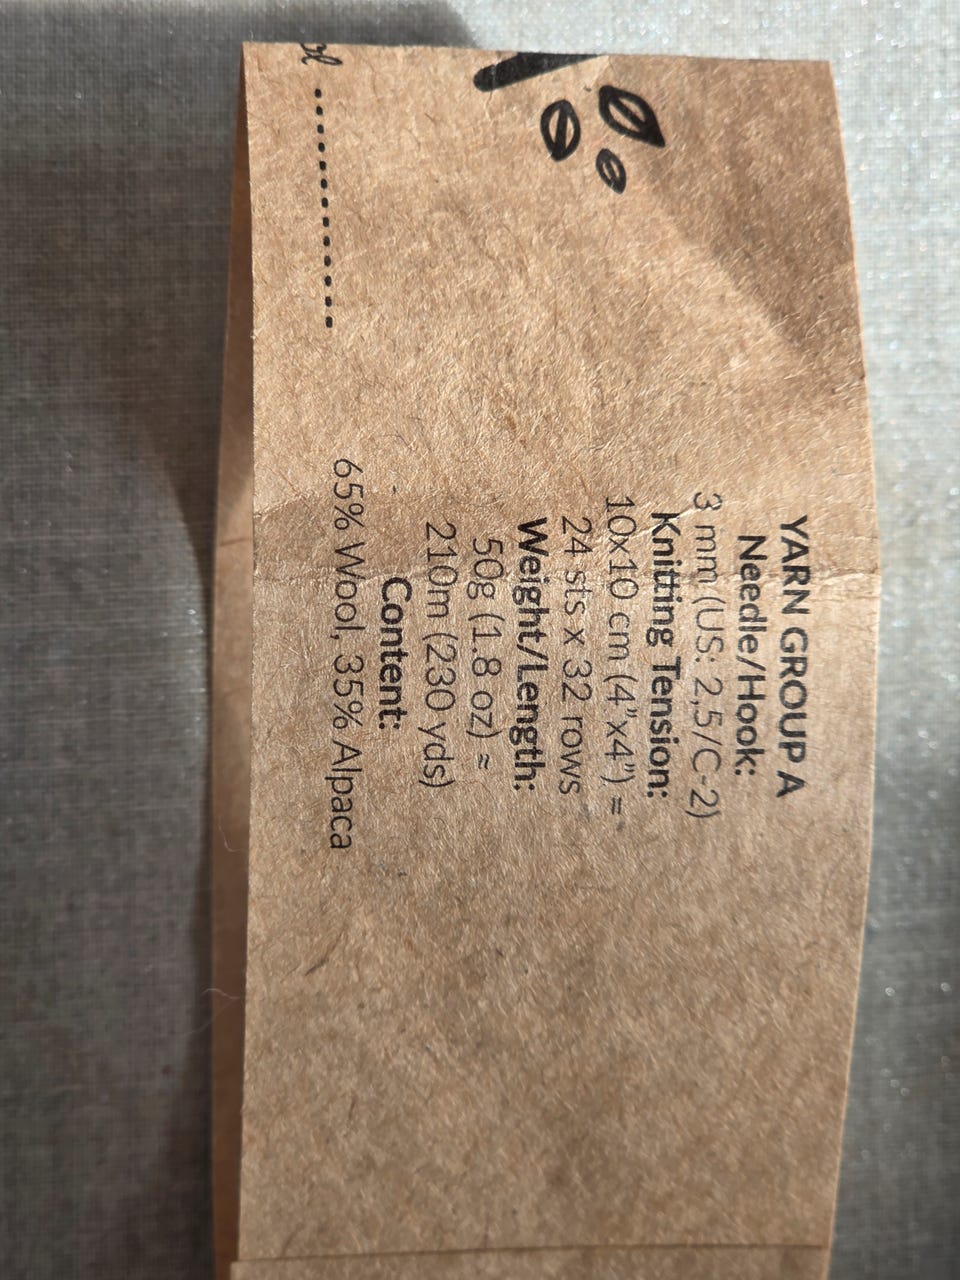 YARN GROUP A
Needle/Hook:
3 mm (US: 2,5/C-2)
Knitting Tension:
10x10 cm (4”x4”) =
24 sts x 32 rows
Weight/Length:
50g (1.8 oz) ≈
210m (230 yds)
Content:
65% Wool, 35% Alpaca